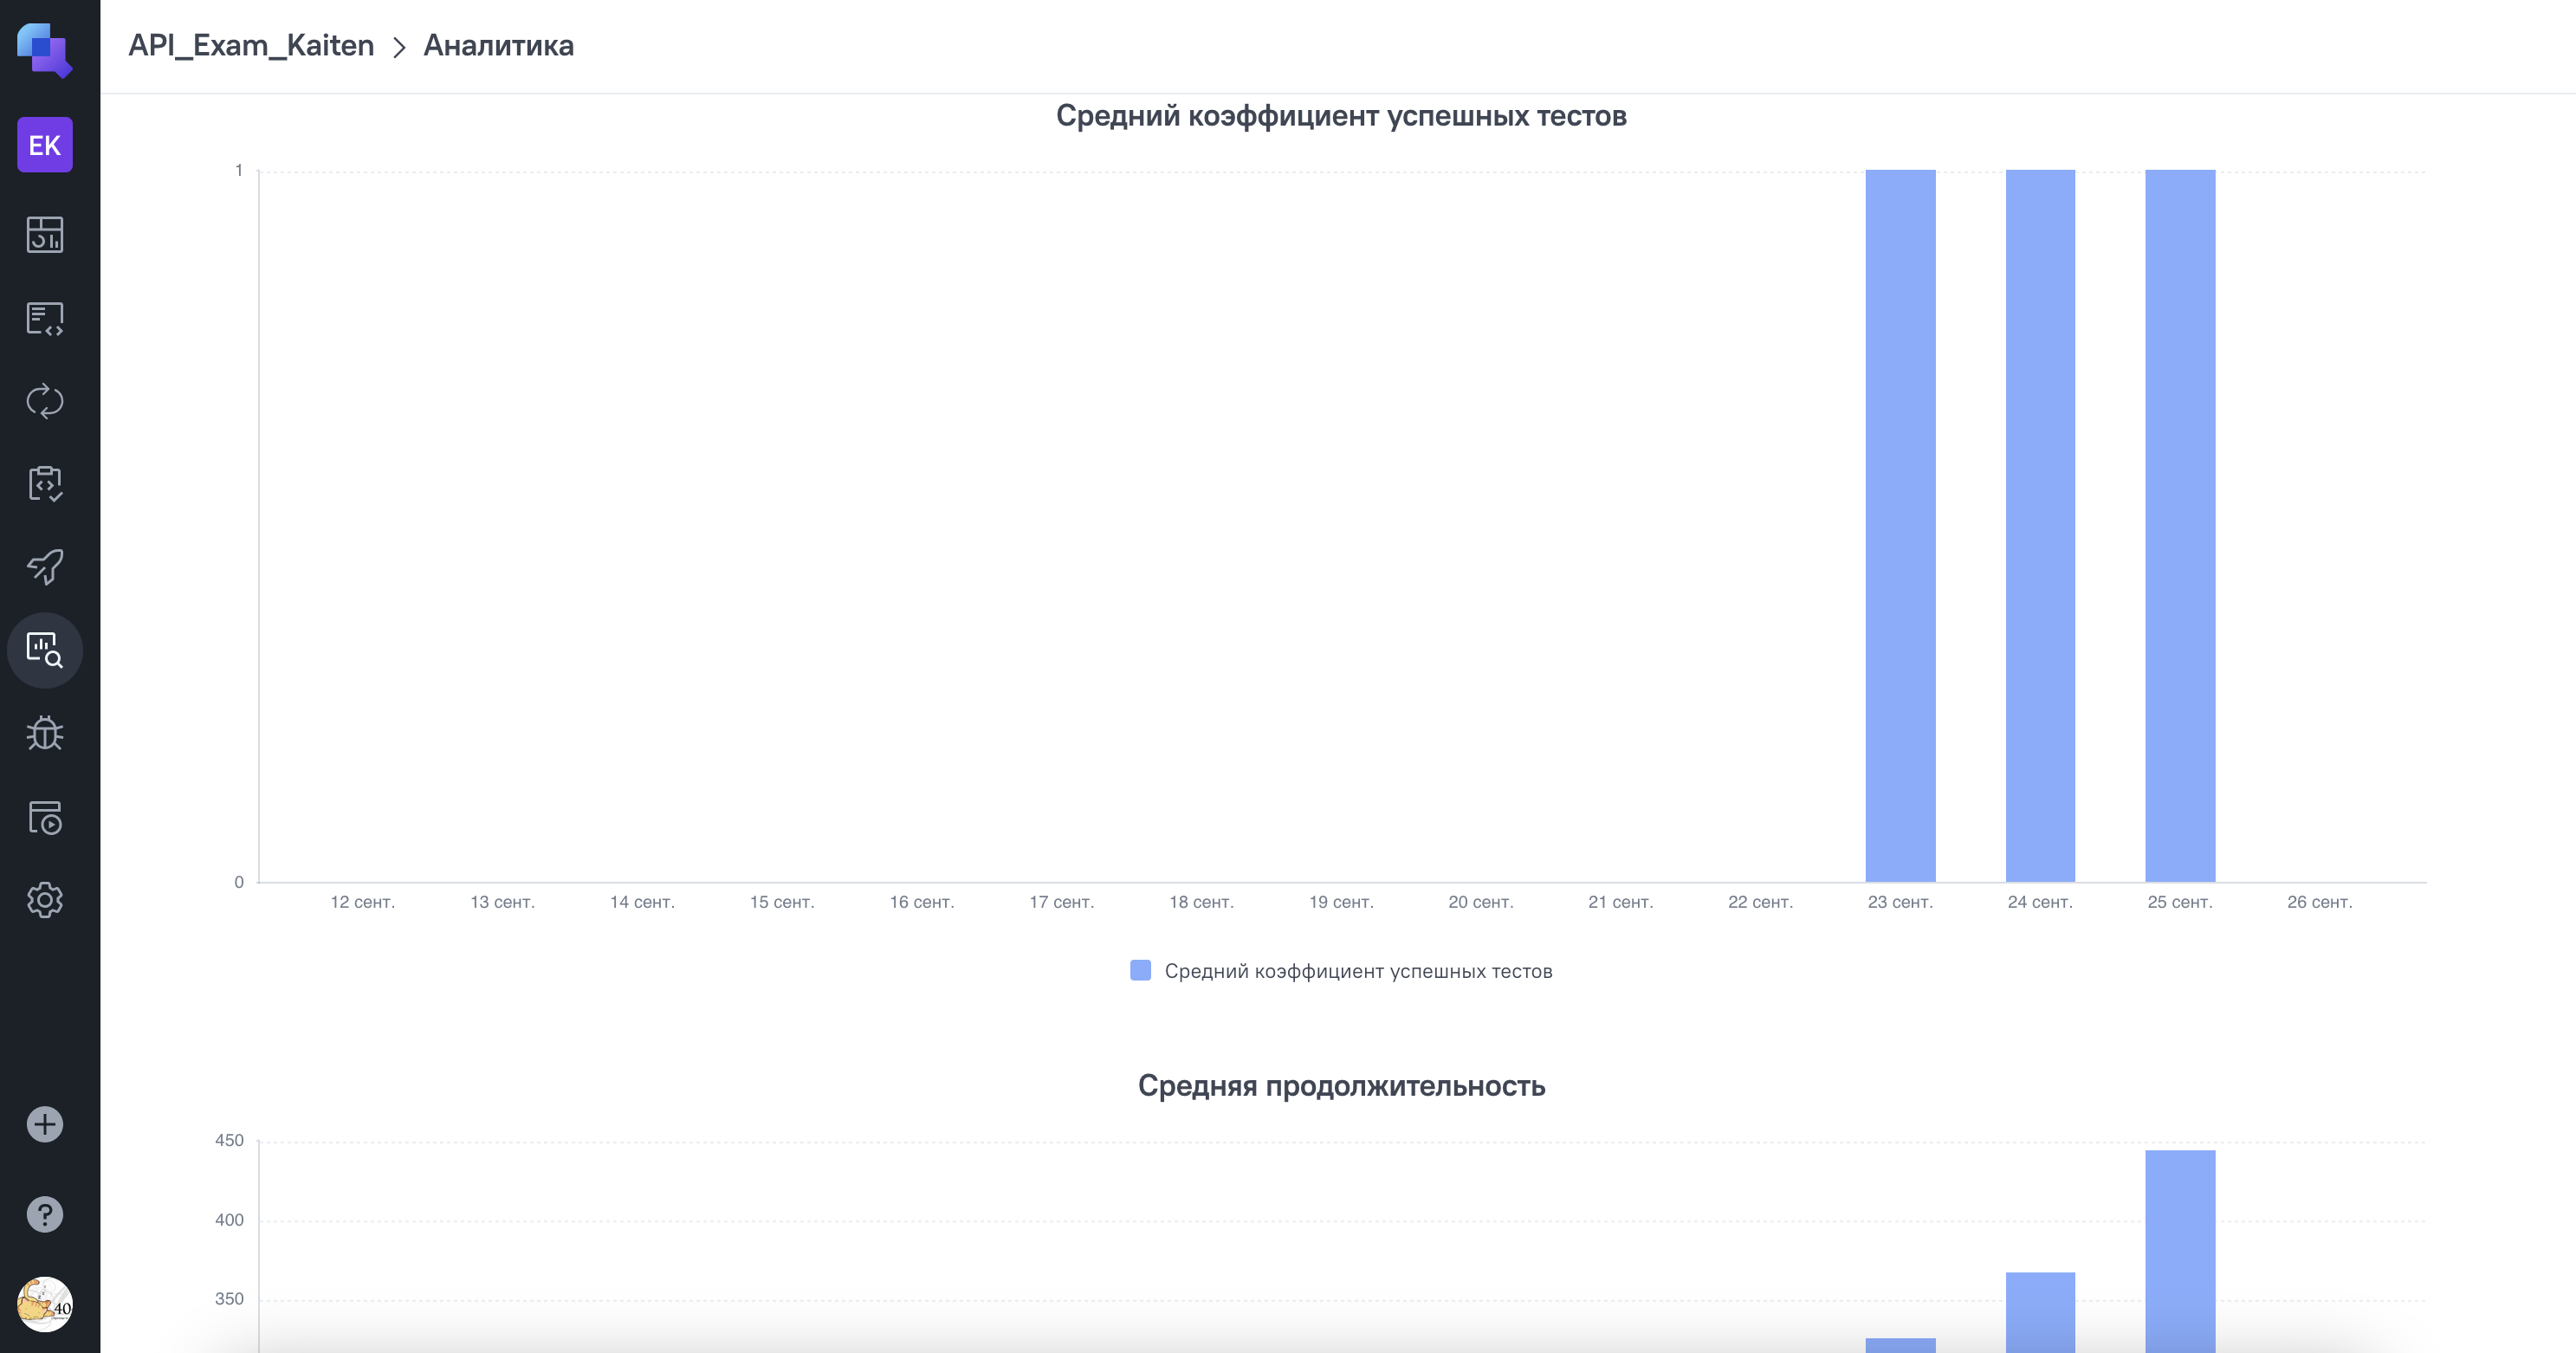 API_Exam_Kaiten > Аналитика
EK
Средний коэффициент успешных тестов
1
0
12 сент. 13 сент. 14 сент. 15 сент. 16 сент. 17 сент. 18 сент. 19 сент. 20 сент. 21 сент. 22 сент. 23 сент. 24 сент. 25 сент. 26 сент.
Средний коэффициент успешных тестов
Средняя продолжительность
450
400
350
40